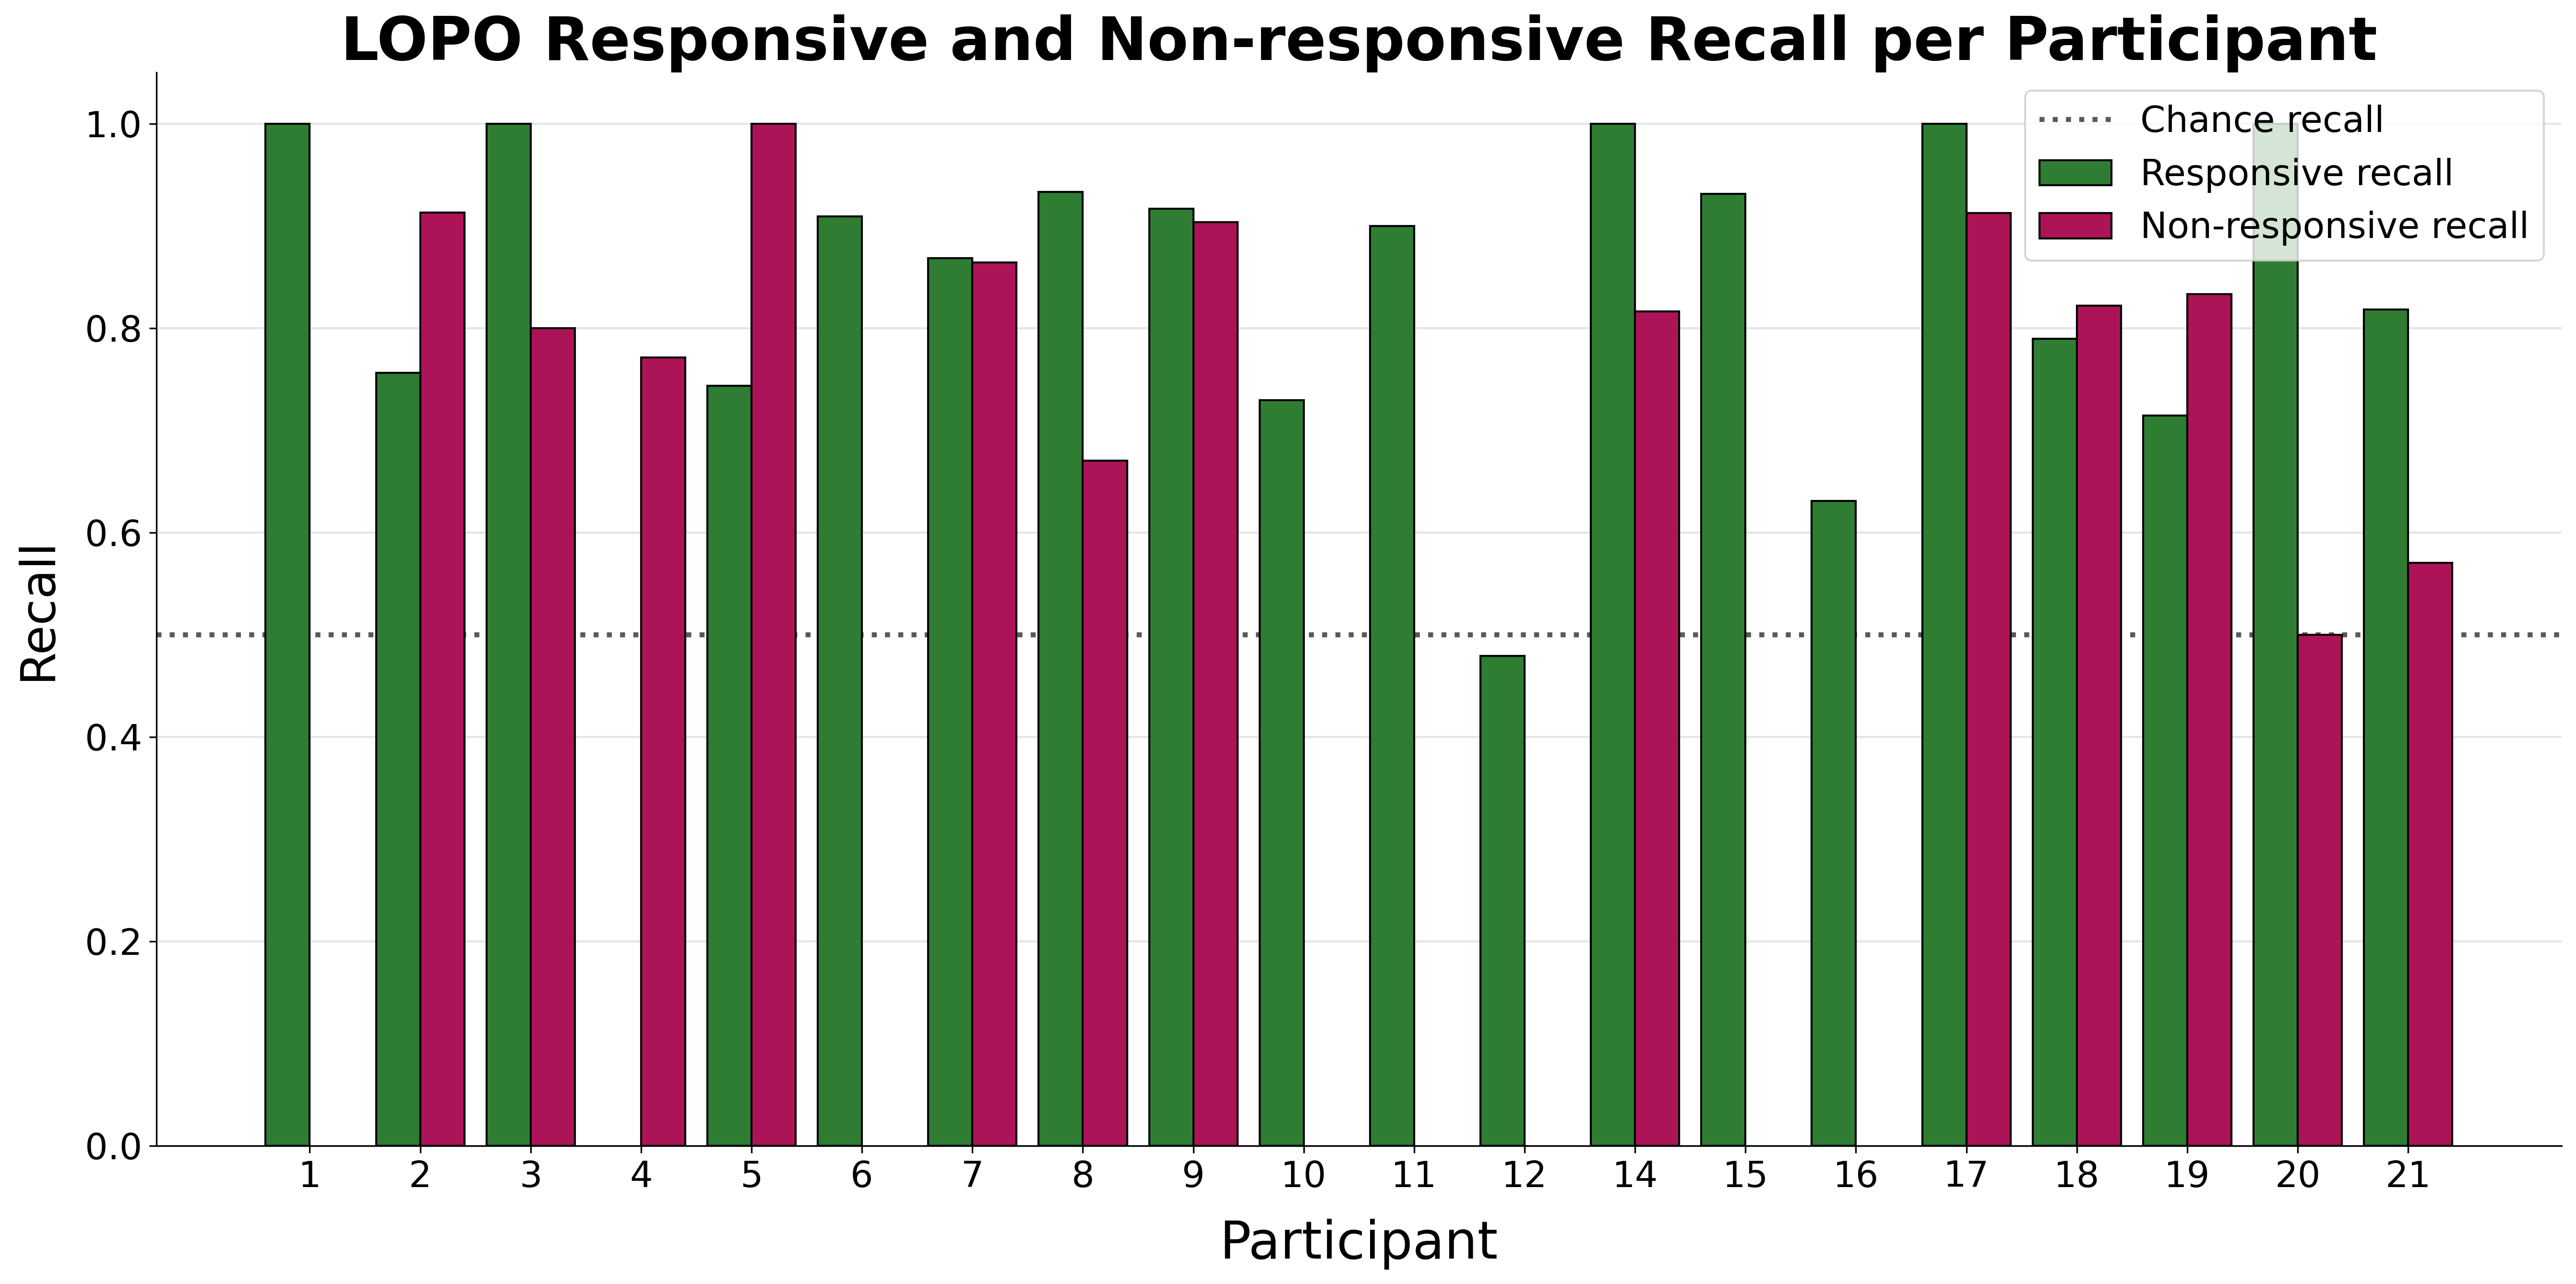 LOPO Responsive and Non-responsive Recall per Participant
Chance recall
Responsive recall
Non-responsive recall
Recall
1.0
0.8
0.6
0.4
0.2
0.0
1 2 3 4 5 6 7 8 9 10 11 12 14 15 16 17 18 19 20 21
Participant